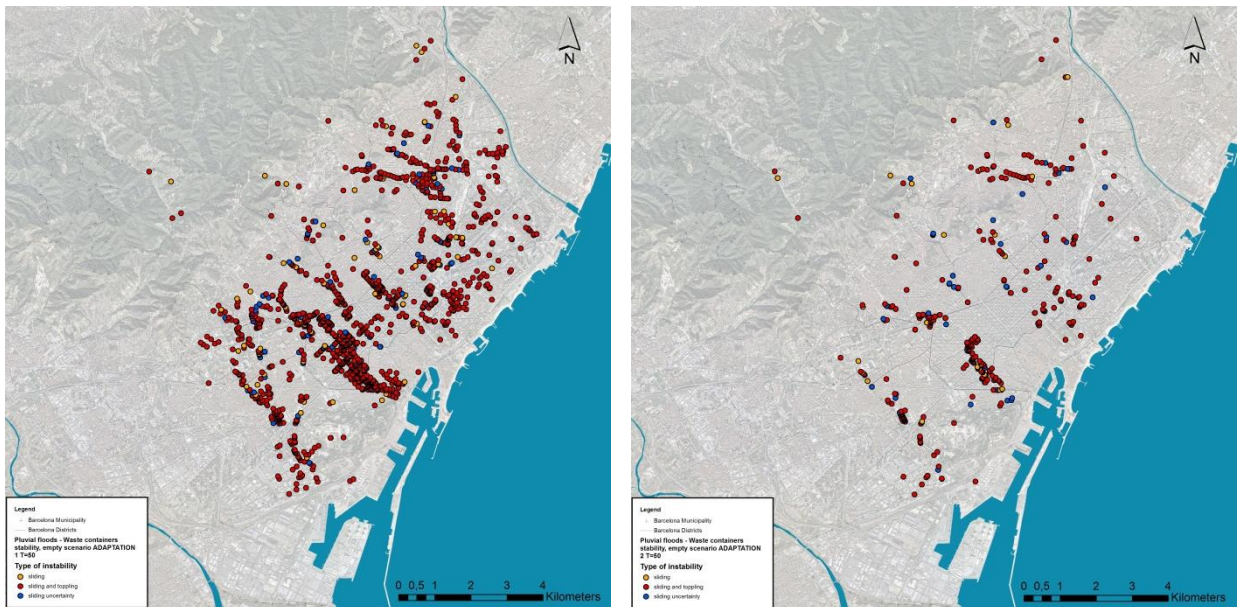 N
Legend
Barcelona Municipality
Barcelona Districts
Pluvial floods - Waste containers
stability, empty scenario ADAPTATION
1 T=50
Type of instability
sliding
sliding and toppling
sliding uncertainty
0 0,5 1 2 3 4
Kilometers
N
Legend
Barcelona Municipality
Barcelona Districts
Pluvial floods - Waste containers
stability, empty scenario ADAPTATION
2 T=50
Type of instability
sliding
sliding and toppling
sliding uncertainty
0 0,5 1 2 3 4
Kilometers